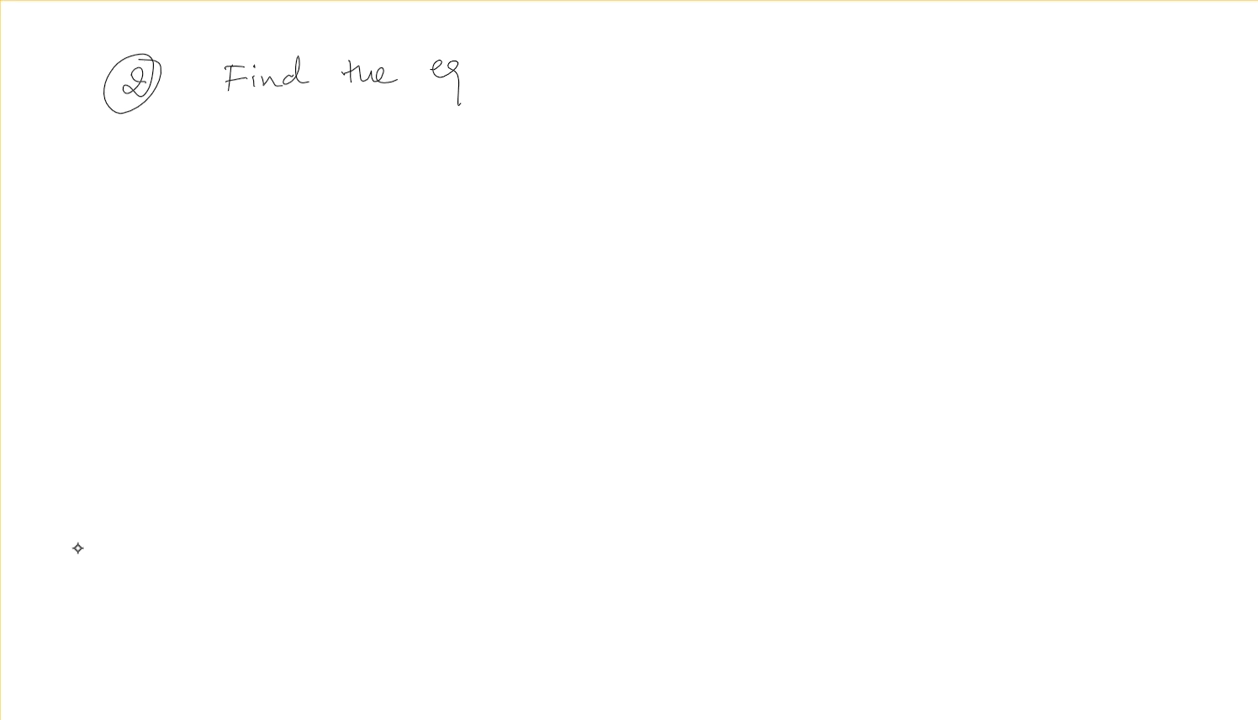 ② Find the eq